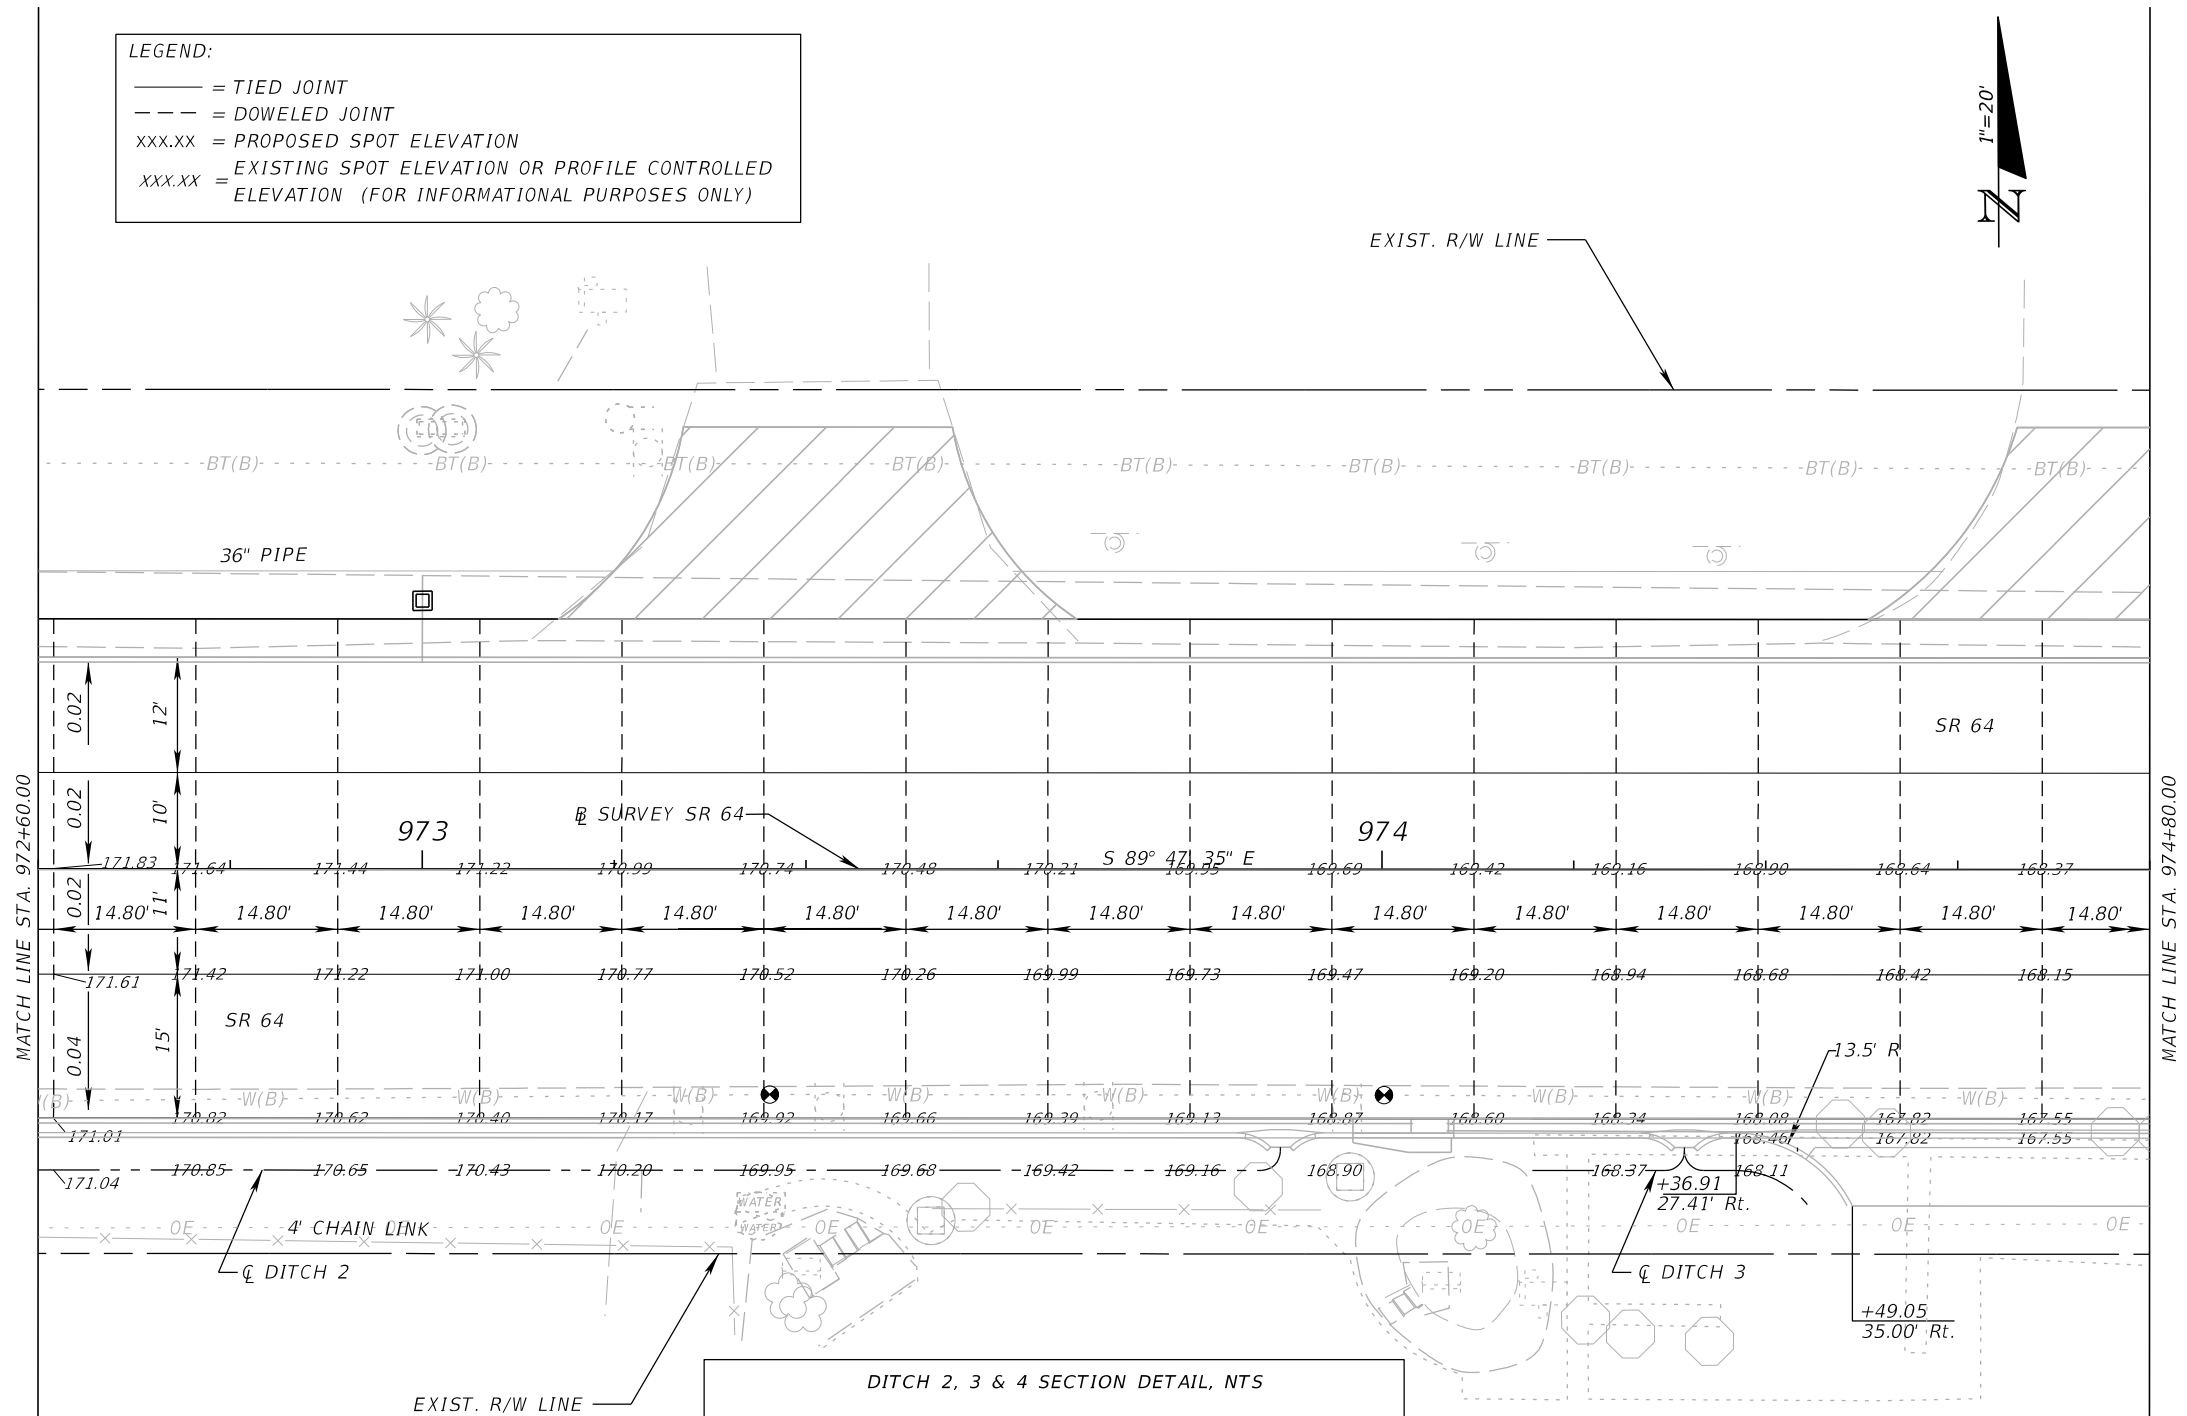 LEGEND:
= TIED JOINT
= DOWELED JOINT
XXX.XX = PROPOSED SPOT ELEVATION
XXX.XX = EXISTING SPOT ELEVATION OR PROFILE CONTROLLED
ELEVATION (FOR INFORMATIONAL PURPOSES ONLY)
1"=20'
N
EXIST. R/W LINE
BT(B) BT(B) BT(B) BT(B) BT(B) BT(B) BT(B) BT(B) BT(B)
36" PIPE
0.02 12'
SR 64
MATCH LINE STA. 972+60.00
MATCH LINE STA. 974+80.00
0.02 10'
℄ SURVEY SR 64
973 974
S 89° 47' 35" E
171.83 171.64 171.44 171.22 170.99 170.74 170.48 170.21 169.95 169.69 169.42 169.16 168.90 168.64 168.37
0.02 11'
14.80' 14.80' 14.80' 14.80' 14.80' 14.80' 14.80' 14.80' 14.80' 14.80' 14.80' 14.80' 14.80' 14.80' 14.80'
171.61 171.42 171.22 171.00 170.77 170.52 170.26 169.99 169.73 169.47 169.20 168.94 168.68 168.42 168.15
SR 64
0.04 15'
13.5' R
(B) W(B) W(B) W(B) W(B) W(B) W(B) W(B) W(B) W(B)
171.01 170.82 170.62 170.40 170.17 169.92 169.66 169.39 169.13 168.87 168.60 168.34 168.08 167.82 167.55
168.46 167.82 167.55
171.04 170.85 170.65 170.43 170.20 169.95 169.68 169.42 169.16 168.90 168.37 168.11
+36.91
27.41' Rt.
WATER
WATER
OE OE OE OE OE OE OE OE OE OE
4' CHAIN LINK
℄ DITCH 2
℄ DITCH 3
+49.05
35.00' Rt.
DITCH 2, 3 & 4 SECTION DETAIL, NTS
EXIST. R/W LINE